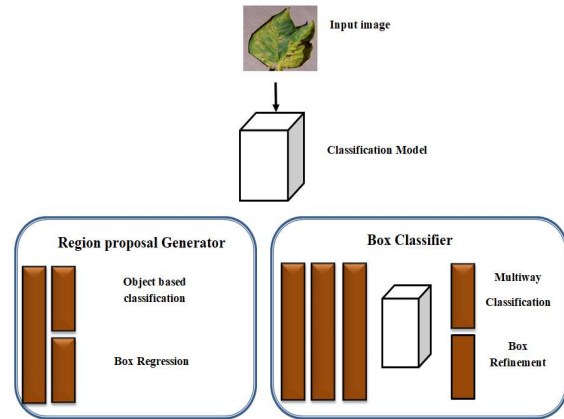 Input image
Classification Model
Region proposal Generator
Object based
classification
Box Regression
Box Classifier
Multiway
Classification
Box
Refinement